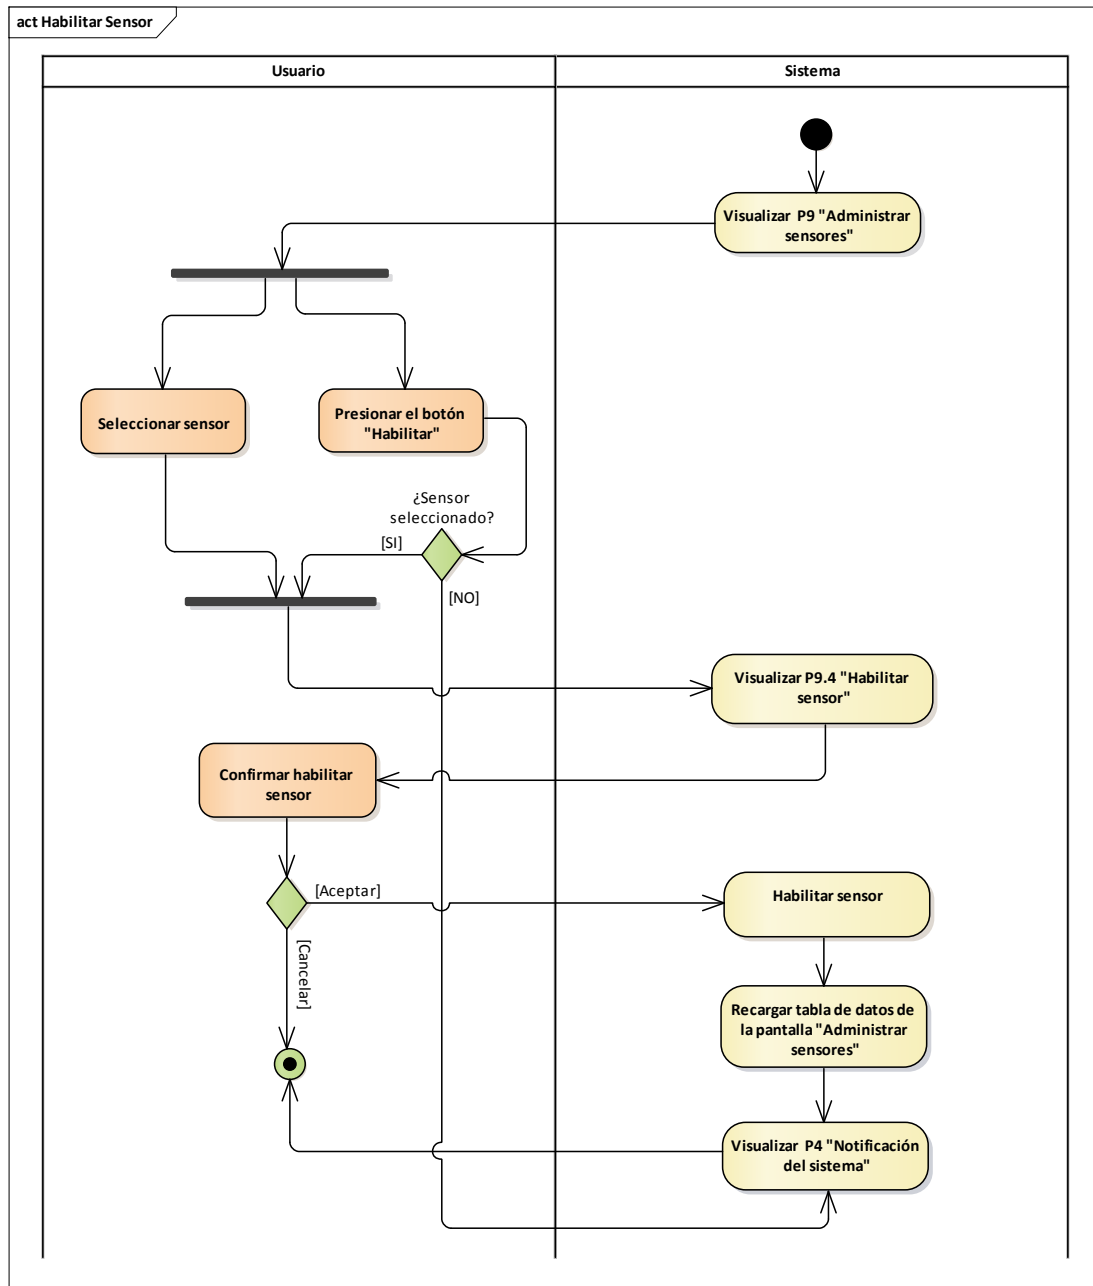 act Habilitar Sensor
Usuario
Sistema
Visualizar P9 "Administrar
sensores"
Seleccionar sensor
Presionar el botón
"Habilitar"
¿Sensor
seleccionado?
[SI]
[NO]
Visualizar P9.4 "Habilitar
sensor"
Confirmar habilitar
sensor
[Aceptar]
Habilitar sensor
[Cancelar]
Recargar tabla de datos de
la pantalla "Administrar
sensores"
Visualizar P4 "Notificación
del sistema"